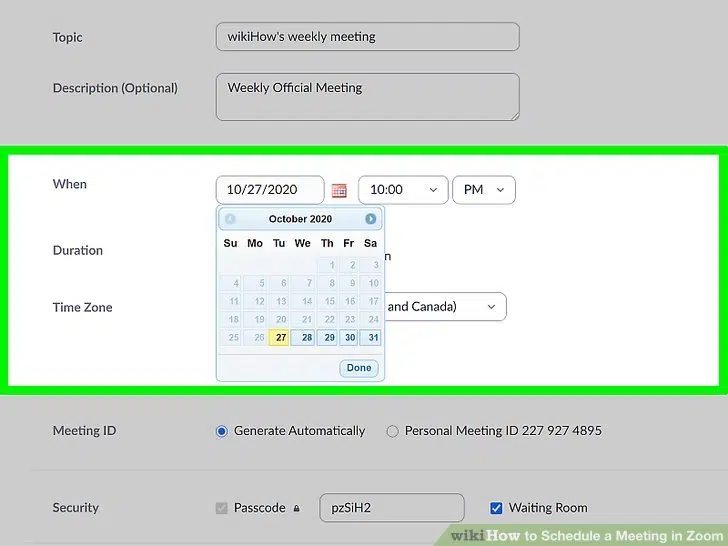 Topic
wikiHow's weekly meeting
Description (Optional)
Weekly Official Meeting
When
10/27/2020
10:00
PM
October 2020
Su Mo Tu We Th Fr Sa
1 2 3
4 5 6 7 8 9 10
11 12 13 14 15 16 17
18 19 20 21 22 23 24
25 26 27 28 29 30 31
Done
Duration
n
Time Zone
and Canada)
Meeting ID
Generate Automatically
Personal Meeting ID 227 927 4895
Security
Passcode
pzSiH2
Waiting Room
wikiHow to Schedule a Meeting in Zoom